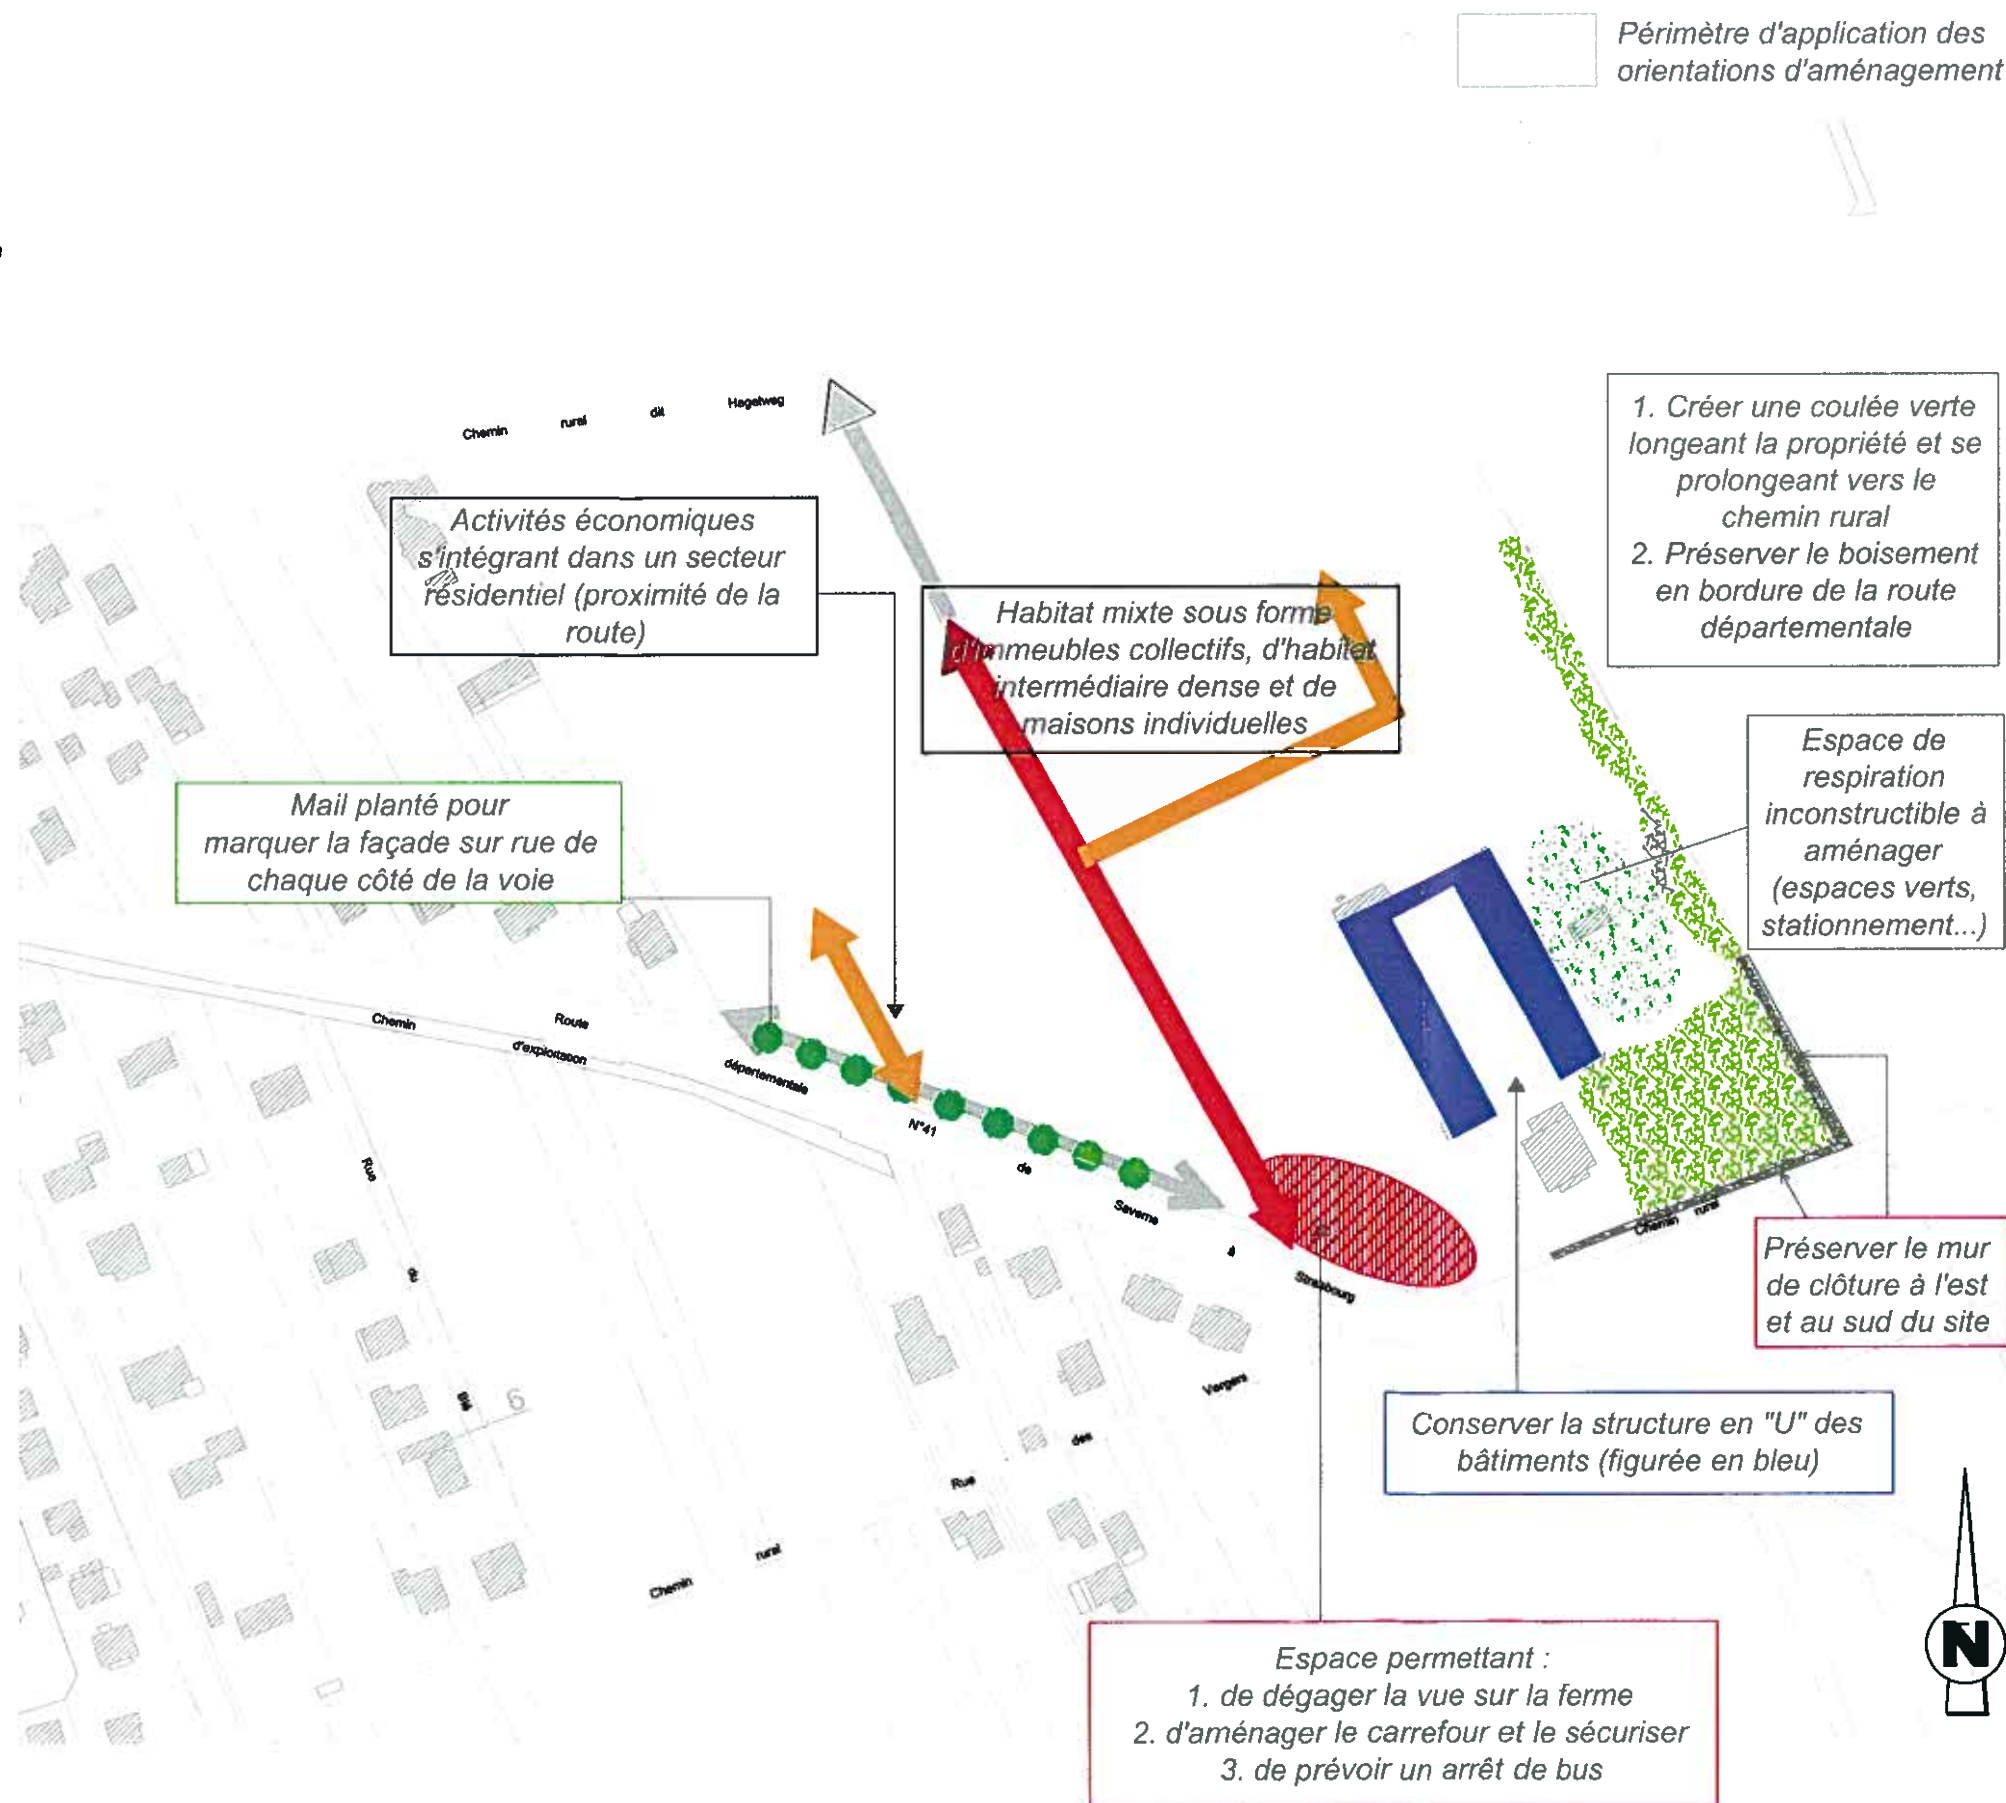 Périmètre d'application des
orientations d'aménagement
Chemin rural dit Hagelweg
1. Créer une coulée verte
longeant la propriété et se
prolongeant vers le
chemin rural
2. Préserver le boisement
en bordure de la route
départementale
Activités économiques
s'intégrant dans un secteur
résidentiel (proximité de la
route)
Habitat mixte sous forme
d'immeubles collectifs, d'habitat
intermédiaire dense et de
maisons individuelles
Espace de
respiration
inconstructible à
aménager
(espaces verts,
stationnement...)
Mail planté pour
marquer la façade sur rue de
chaque côté de la voie
Chemin d'exploitation
Route départementale N°41 de Saverne à Strasbourg
Chemin rural
Préserver le mur
de clôture à l'est
et au sud du site
Rue du Blé
6
Rue des Vergers
Conserver la structure en "U" des
bâtiments (figurée en bleu)
Chemin rural
N
Espace permettant :
1. de dégager la vue sur la ferme
2. d'aménager le carrefour et le sécuriser
3. de prévoir un arrêt de bus